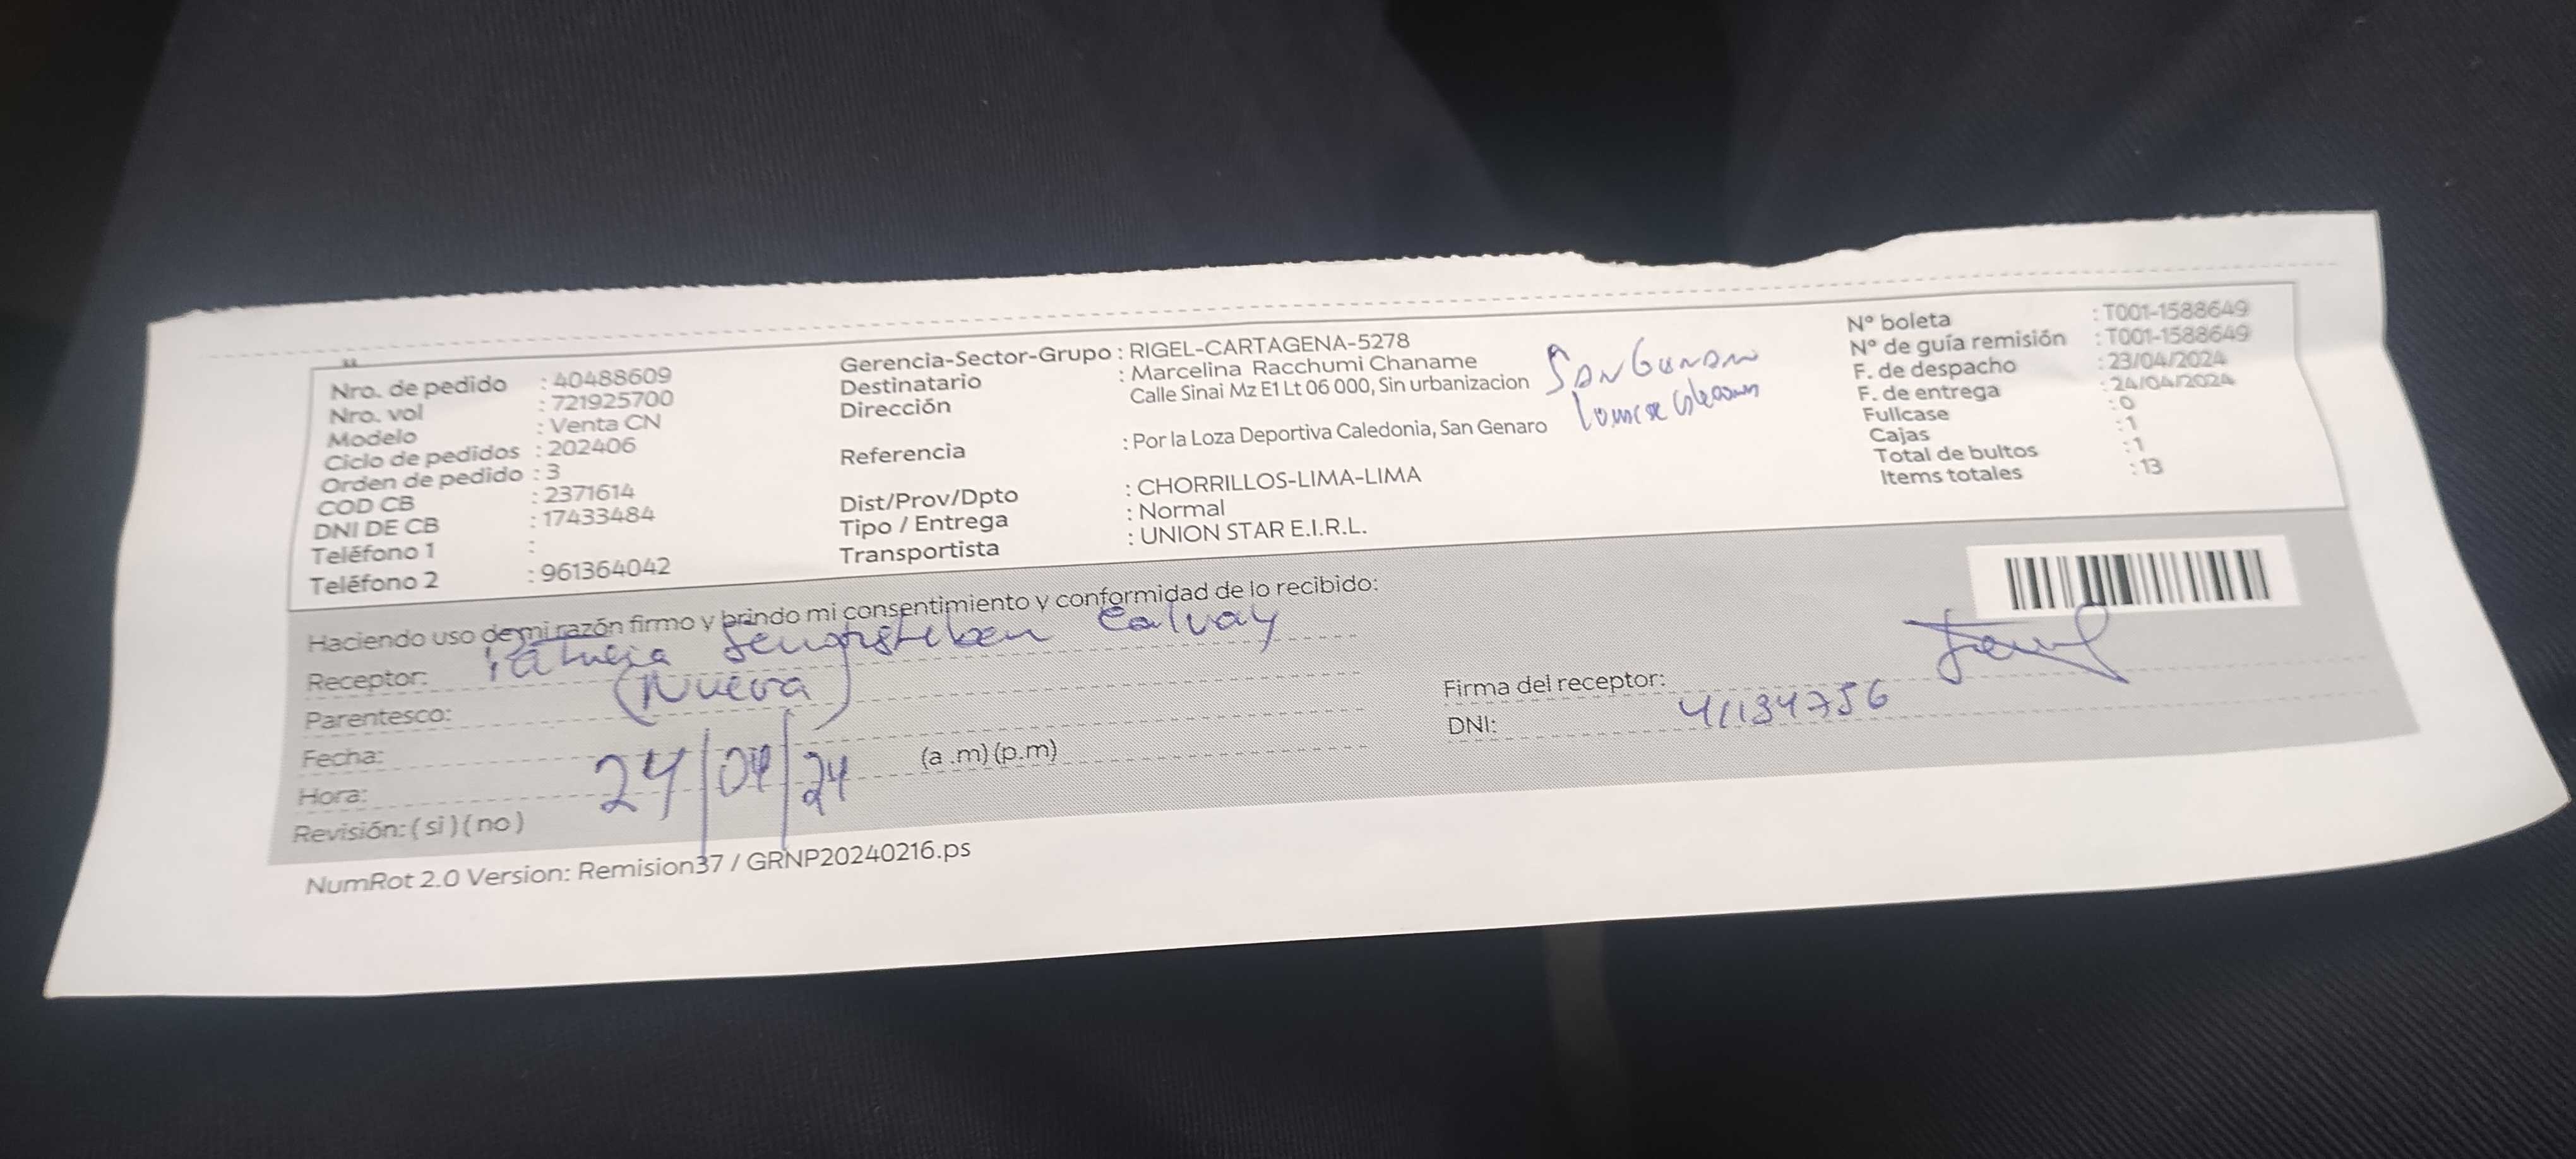 Nro. de pedido : 40488609
Nro. vol : 721925700
Modelo : Venta CN
Ciclo de pedidos : 202406
Orden de pedido : 3
COD CB : 2371614
DNI DE CB : 17433484
Teléfono 1 :
Teléfono 2 : 961364042
Gerencia-Sector-Grupo : RIGEL-CARTAGENA-5278
Destinatario : Marcelina Racchumi Chaname
Dirección Calle Sinai Mz E1 Lt 06 000, Sin urbanizacion
Referencia : Por la Loza Deportiva Caledonia, San Genaro
Dist/Prov/Dpto : CHORRILLOS-LIMA-LIMA
Tipo / Entrega : Normal
Transportista : UNION STAR E.I.R.L.
San
N° boleta : T001-1588649
N° de guía remisión : T001-1588649
F. de despacho : 23/04/2024
F. de entrega : 24/04/2024
Fullcase : 0
Cajas : 1
Total de bultos : 1
Items totales : 13
Haciendo uso de mi razón firmo y brindo mi consentimiento y conformidad de lo recibido:
Receptor: Calvay
Parentesco: (Nuera)
Fecha: 24/04/24
Hora: (a .m) (p.m)
Revisión: ( si ) ( no )
Firma del receptor:
DNI: 41134756
NumRot 2.0 Version: Remision37 / GRNP20240216.ps